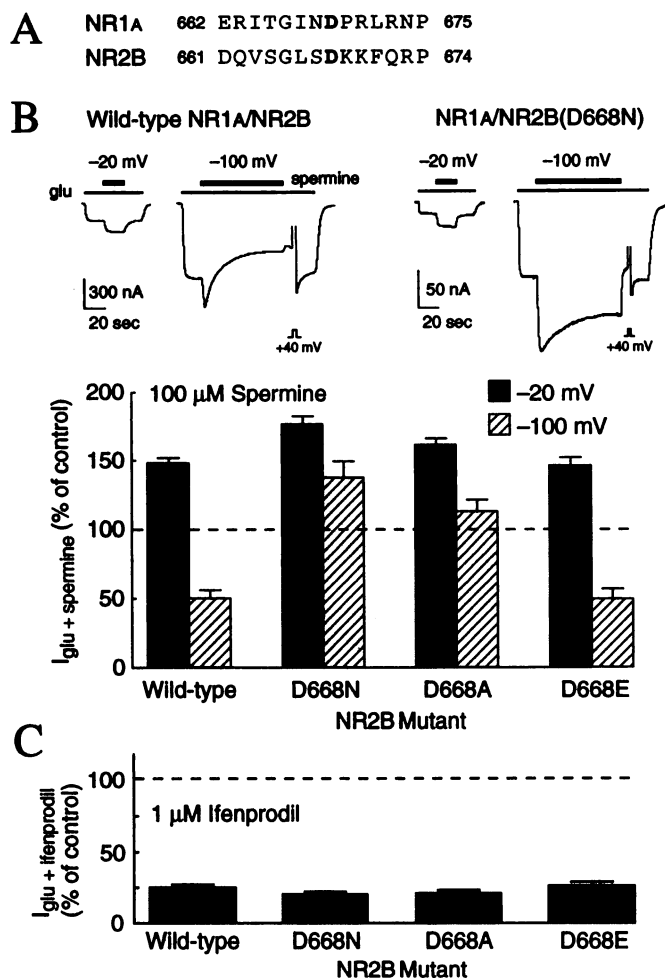 A
NR1A 662 ERITGINDPRLRNP 675
NR2B 661 DQVSGLSDKKFQRP 674
B
Wild-type NR1A/NR2B
NR1A/NR2B(D668N)
–20 mV
–100 mV
–20 mV
–100 mV
glu
spermine
300 nA
20 sec
+40 mV
50 nA
20 sec
+40 mV
100 μM Spermine
–20 mV
–100 mV
I glu + spermine (% of control)
200
150
100
50
0
Wild-type D668N D668A D668E
NR2B Mutant
C
1 μM Ifenprodil
I glu + ifenprodil
(% of control)
100
50
0
Wild-type D668N D668A D668E
NR2B Mutant